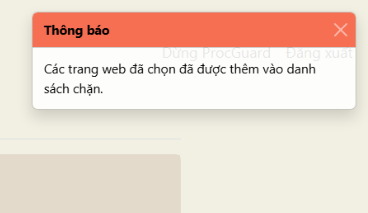 Thông báo
Dừng ProcGuard Đăng xuất
Các trang web đã chọn đã được thêm vào danh
sách chặn.